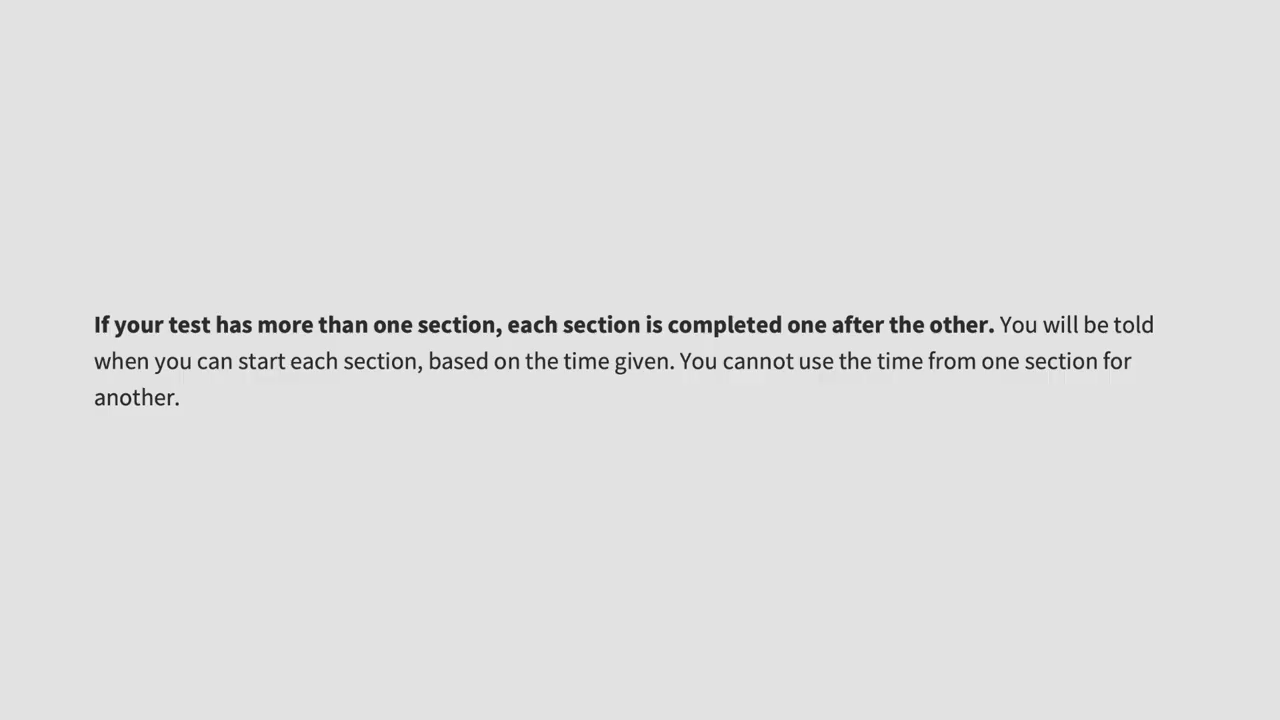 If your test has more than one section, each section is completed one after the other. You will be told
when you can start each section, based on the time given. You cannot use the time from one section for
another.